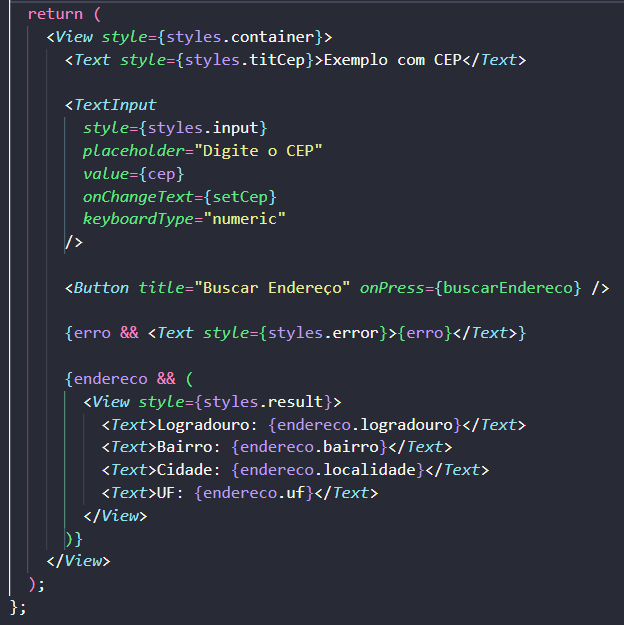 return (
<View style={styles.container}>
<Text style={styles.titCep}>Exemplo com CEP</Text>
<TextInput
style={styles.input}
placeholder="Digite o CEP"
value={cep}
onChangeText={setCep}
keyboardType="numeric"
/>
<Button title="Buscar Endereço" onPress={buscarEndereco} />
{erro && <Text style={styles.error}>{erro}</Text>}
{endereco && (
<View style={styles.result}>
<Text>Logradouro: {endereco.logradouro}</Text>
<Text>Bairro: {endereco.bairro}</Text>
<Text>Cidade: {endereco.localidade}</Text>
<Text>UF: {endereco.uf}</Text>
</View>
)}
</View>
);
};